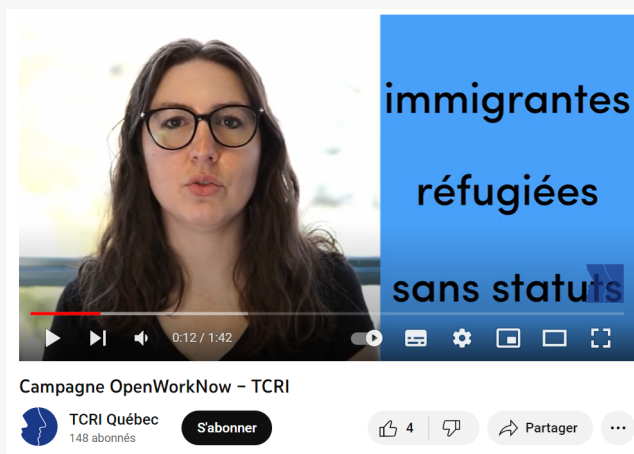 immigrantes
réfugiées
sans statuts
0:12 / 1:42
Campagne OpenWorkNow – TCRI
TCRI Québec
148 abonnés
S'abonner
4
Partager